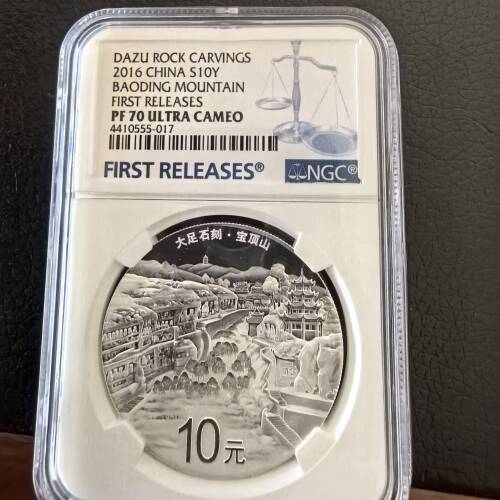 DAZU ROCK CARVINGS
2016 CHINA S10Y
BAODING MOUNTAIN
FIRST RELEASES
PF 70 ULTRA CAMEO
4410555-017
FIRST RELEASES®
NGC®
大足石刻·宝顶山
10元